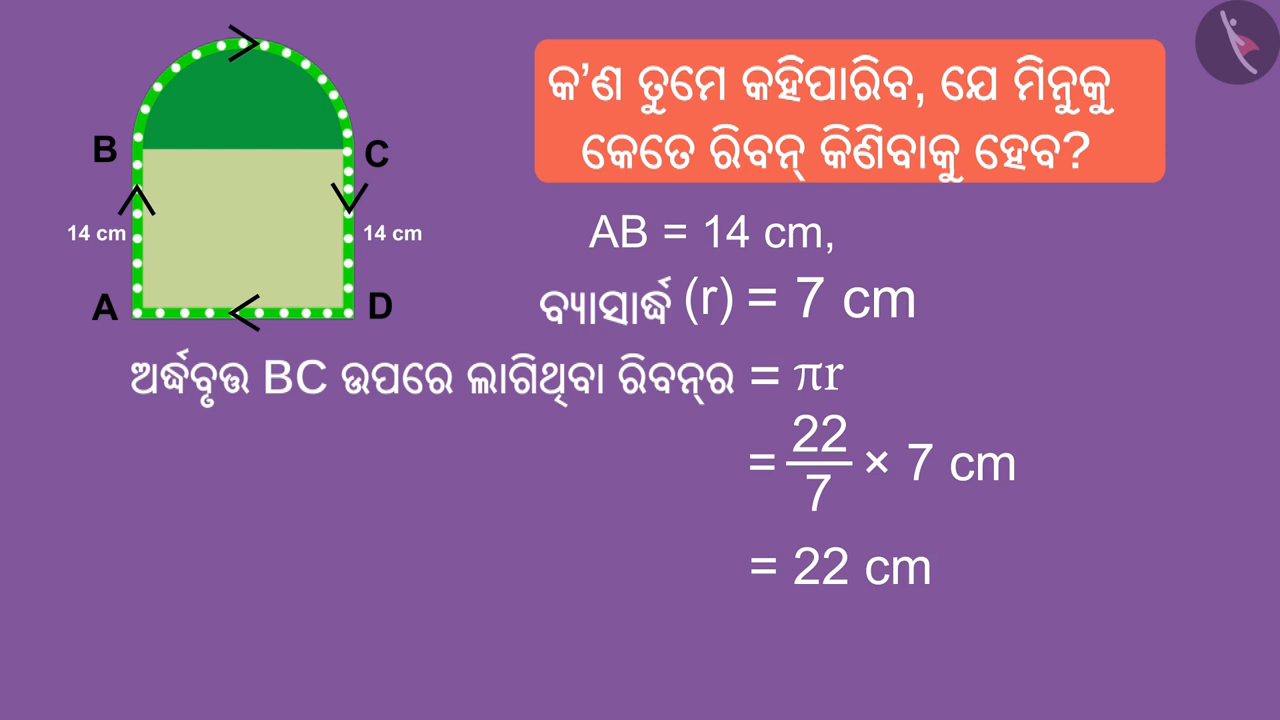 କ'ଣ ତୁମେ କହିପାରିବ, ଯେ ମିନୁକୁ
କେତେ ରିବନ୍ କିଣିବାକୁ ହେବ?
B
C
14 cm
14 cm
A
D
AB = 14 cm,
ବ୍ୟାସାର୍ଦ୍ଧ (r) = 7 cm
ଅର୍ଦ୍ଧବୃତ୍ତ BC ଉପରେ ଲାଗିଥିବା ରିବନ୍‌ର = πr
= 22/7 × 7 cm
= 22 cm